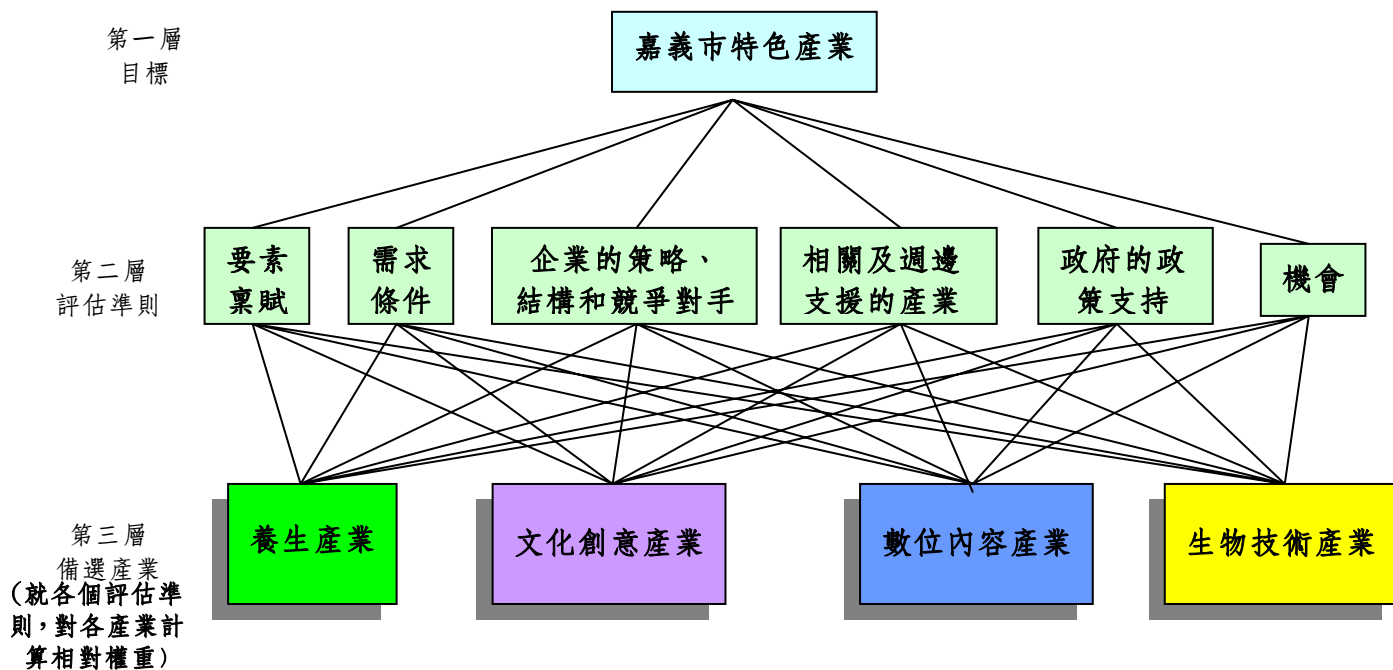 第一層
目標
嘉義市特色產業
第二層
評估準則
要素
稟賦
需求
條件
企業的策略、
結構和競爭對手
相關及週邊
支援的產業
政府的政
策支持
機會
第三層
備選產業
(就各個評估準
則，對各產業計
算相對權重)
養生產業
文化創意產業
數位內容產業
生物技術產業